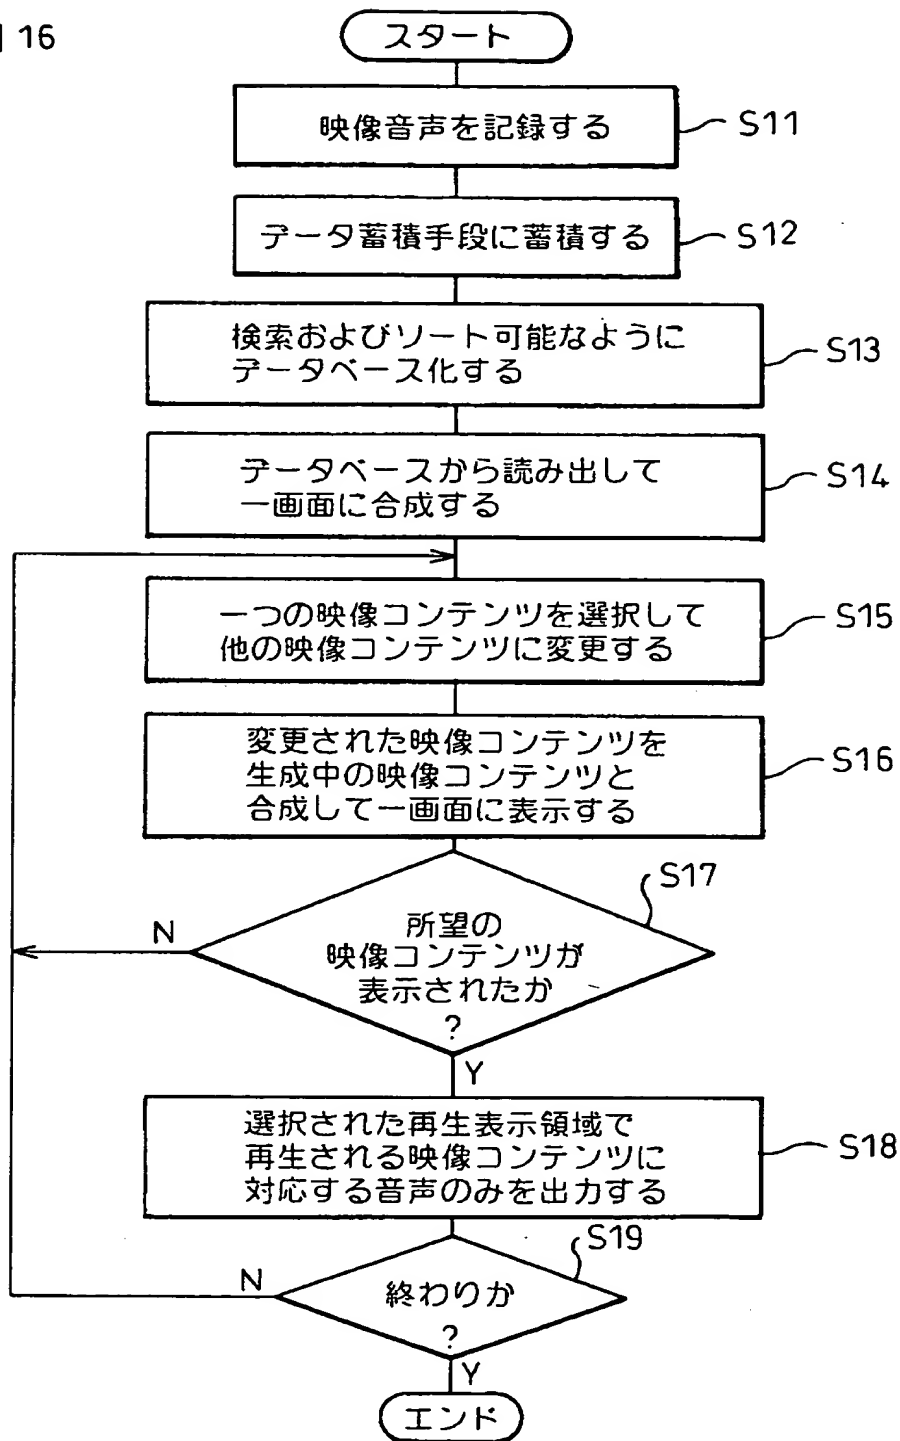 16
スタート
映像音声を記録する
S11
データ蓄積手段に蓄積する
S12
検索およびソート可能なように
データベース化する
S13
データベースから読み出して
一画面に合成する
S14
一つの映像コンテンツを選択して
他の映像コンテンツに変更する
S15
変更された映像コンテンツを
生成中の映像コンテンツと
合成して一画面に表示する
S16
S17
N
所望の
映像コンテンツが
表示されたか
?
Y
選択された再生表示領域で
再生される映像コンテンツに
対応する音声のみを出力する
S18
S19
N
終わりか
?
Y
エンド